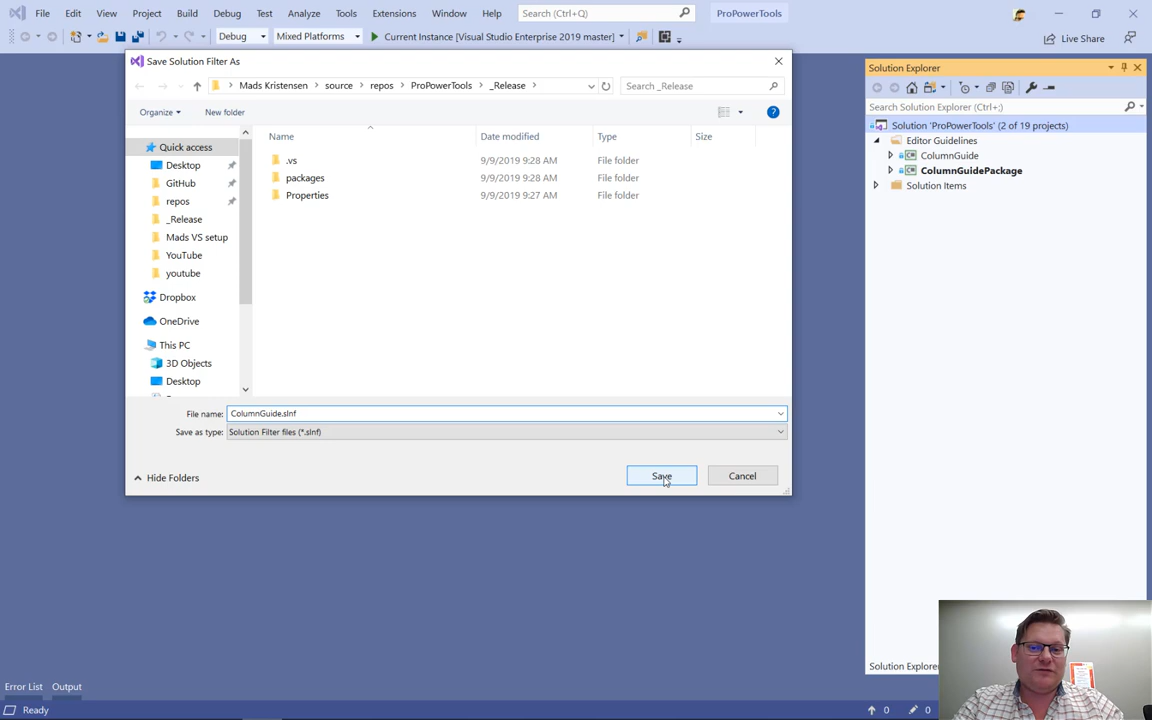 File Edit View Project Build Debug Test Analyze Tools Extensions Window Help Search (Ctrl+Q) ProPowerTools
Debug Mixed Platforms Current Instance [Visual Studio Enterprise 2019 master] Live Share
Save Solution Filter As
Mads Kristensen source repos ProPowerTools _Release Search _Release
Organize New folder
Name Date modified Type Size
.vs 9/9/2019 9:28 AM File folder
packages 9/9/2019 9:28 AM File folder
Properties 9/9/2019 9:27 AM File folder
Quick access
Desktop
GitHub
repos
_Release
Mads VS setup
YouTube
youtube
Dropbox
OneDrive
This PC
3D Objects
Desktop
File name: ColumnGuide.slnf
Save as type: Solution Filter files (*.slnf)
Hide Folders
Save Cancel
Solution Explorer
Search Solution Explorer (Ctrl+;)
Solution 'ProPowerTools' (2 of 19 projects)
Editor Guidelines
ColumnGuide
ColumnGuidePackage
Solution Items
Solution Explorer
Error List Output
Ready 0 0